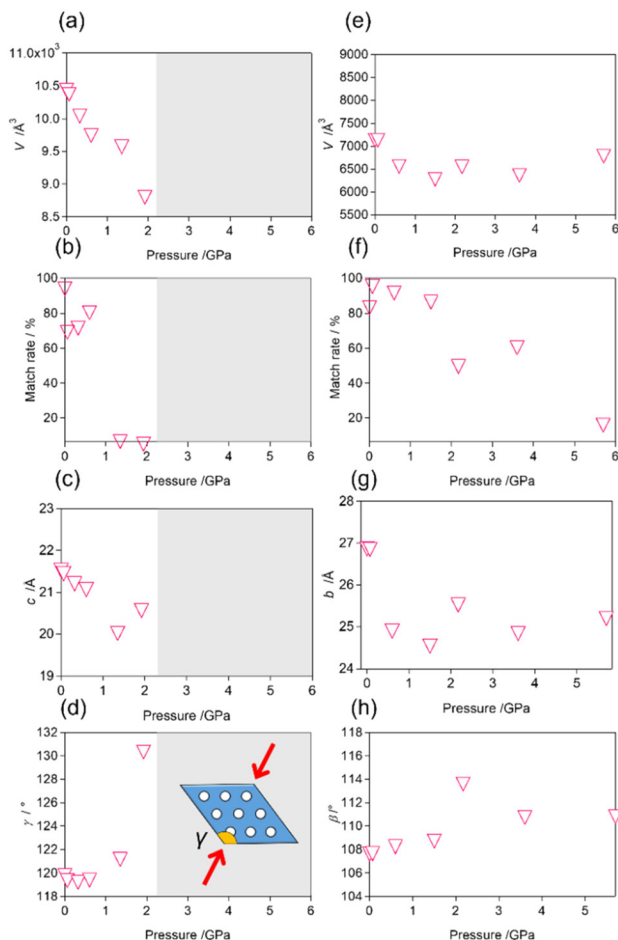 (a)
11.0x10³
10.5
10.0
9.5
9.0
8.5
V /Å³
0 1 2 3 4 5 6
Pressure /GPa
(e)
9000
8500
8000
7500
7000
6500
6000
5500
V /Å³
0 1 2 3 4 5 6
Pressure /GPa
(b)
100
80
60
40
20
Match rate / %
0 1 2 3 4 5 6
Pressure /GPa
(f)
100
80
60
40
20
Match rate / %
0 1 2 3 4 5 6
Pressure /GPa
(c)
23
22
21
20
19
c /Å
0 1 2 3 4 5 6
Pressure /GPa
(g)
28
27
26
25
24
b /Å
0 1 2 3 4 5
Pressure /GPa
(d)
132
130
128
126
124
122
120
118
γ / °
γ
0 1 2 3 4 5 6
Pressure /GPa
(h)
118
116
114
112
110
108
106
104
β /°
0 1 2 3 4 5
Pressure /GPa